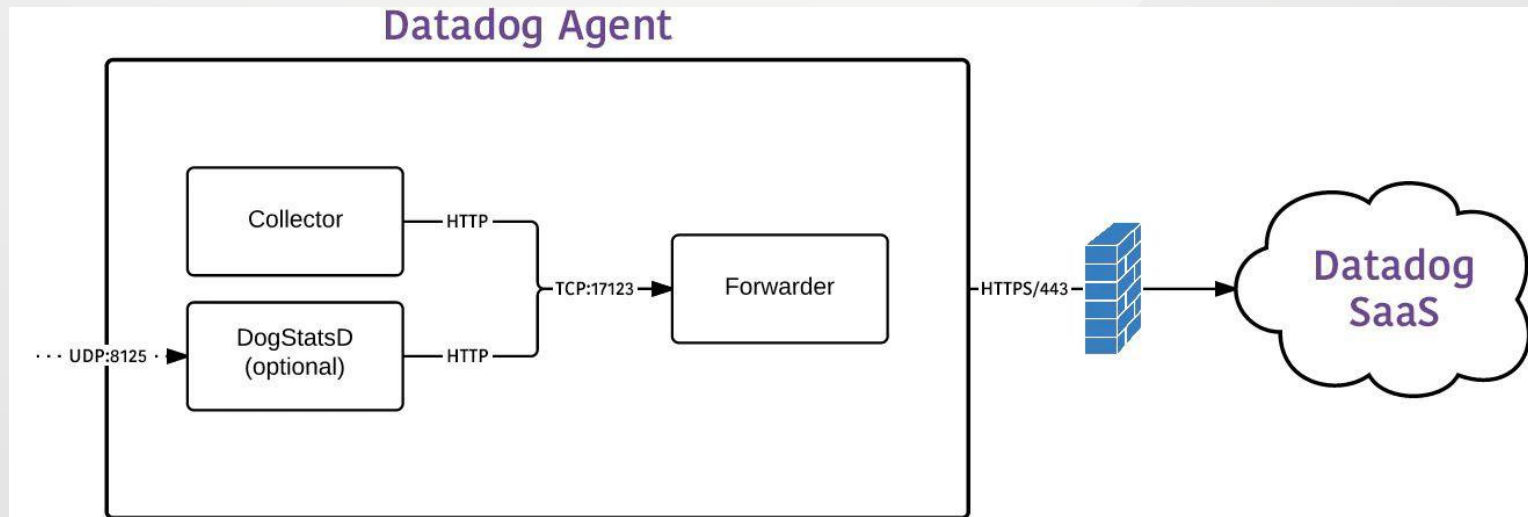 Datadog Agent
Collector
HTTP
TCP:17123
Forwarder
HTTPS/443
Datadog
SaaS
UDP:8125
DogStatsD
(optional)
HTTP